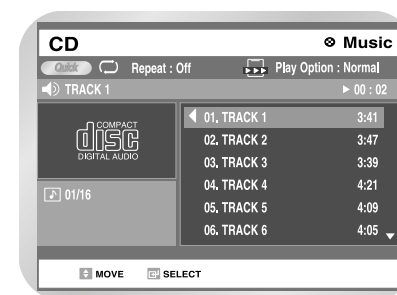 CD
Music
Quick Repeat : Off Play Option : Normal
TRACK 1 00 : 02
COMPACT
disc
DIGITAL AUDIO
01/16
01, TRACK 1 3:41
02, TRACK 2 3:47
03, TRACK 3 3:39
04, TRACK 4 4:21
05, TRACK 5 4:09
06, TRACK 6 4:05
MOVE SELECT